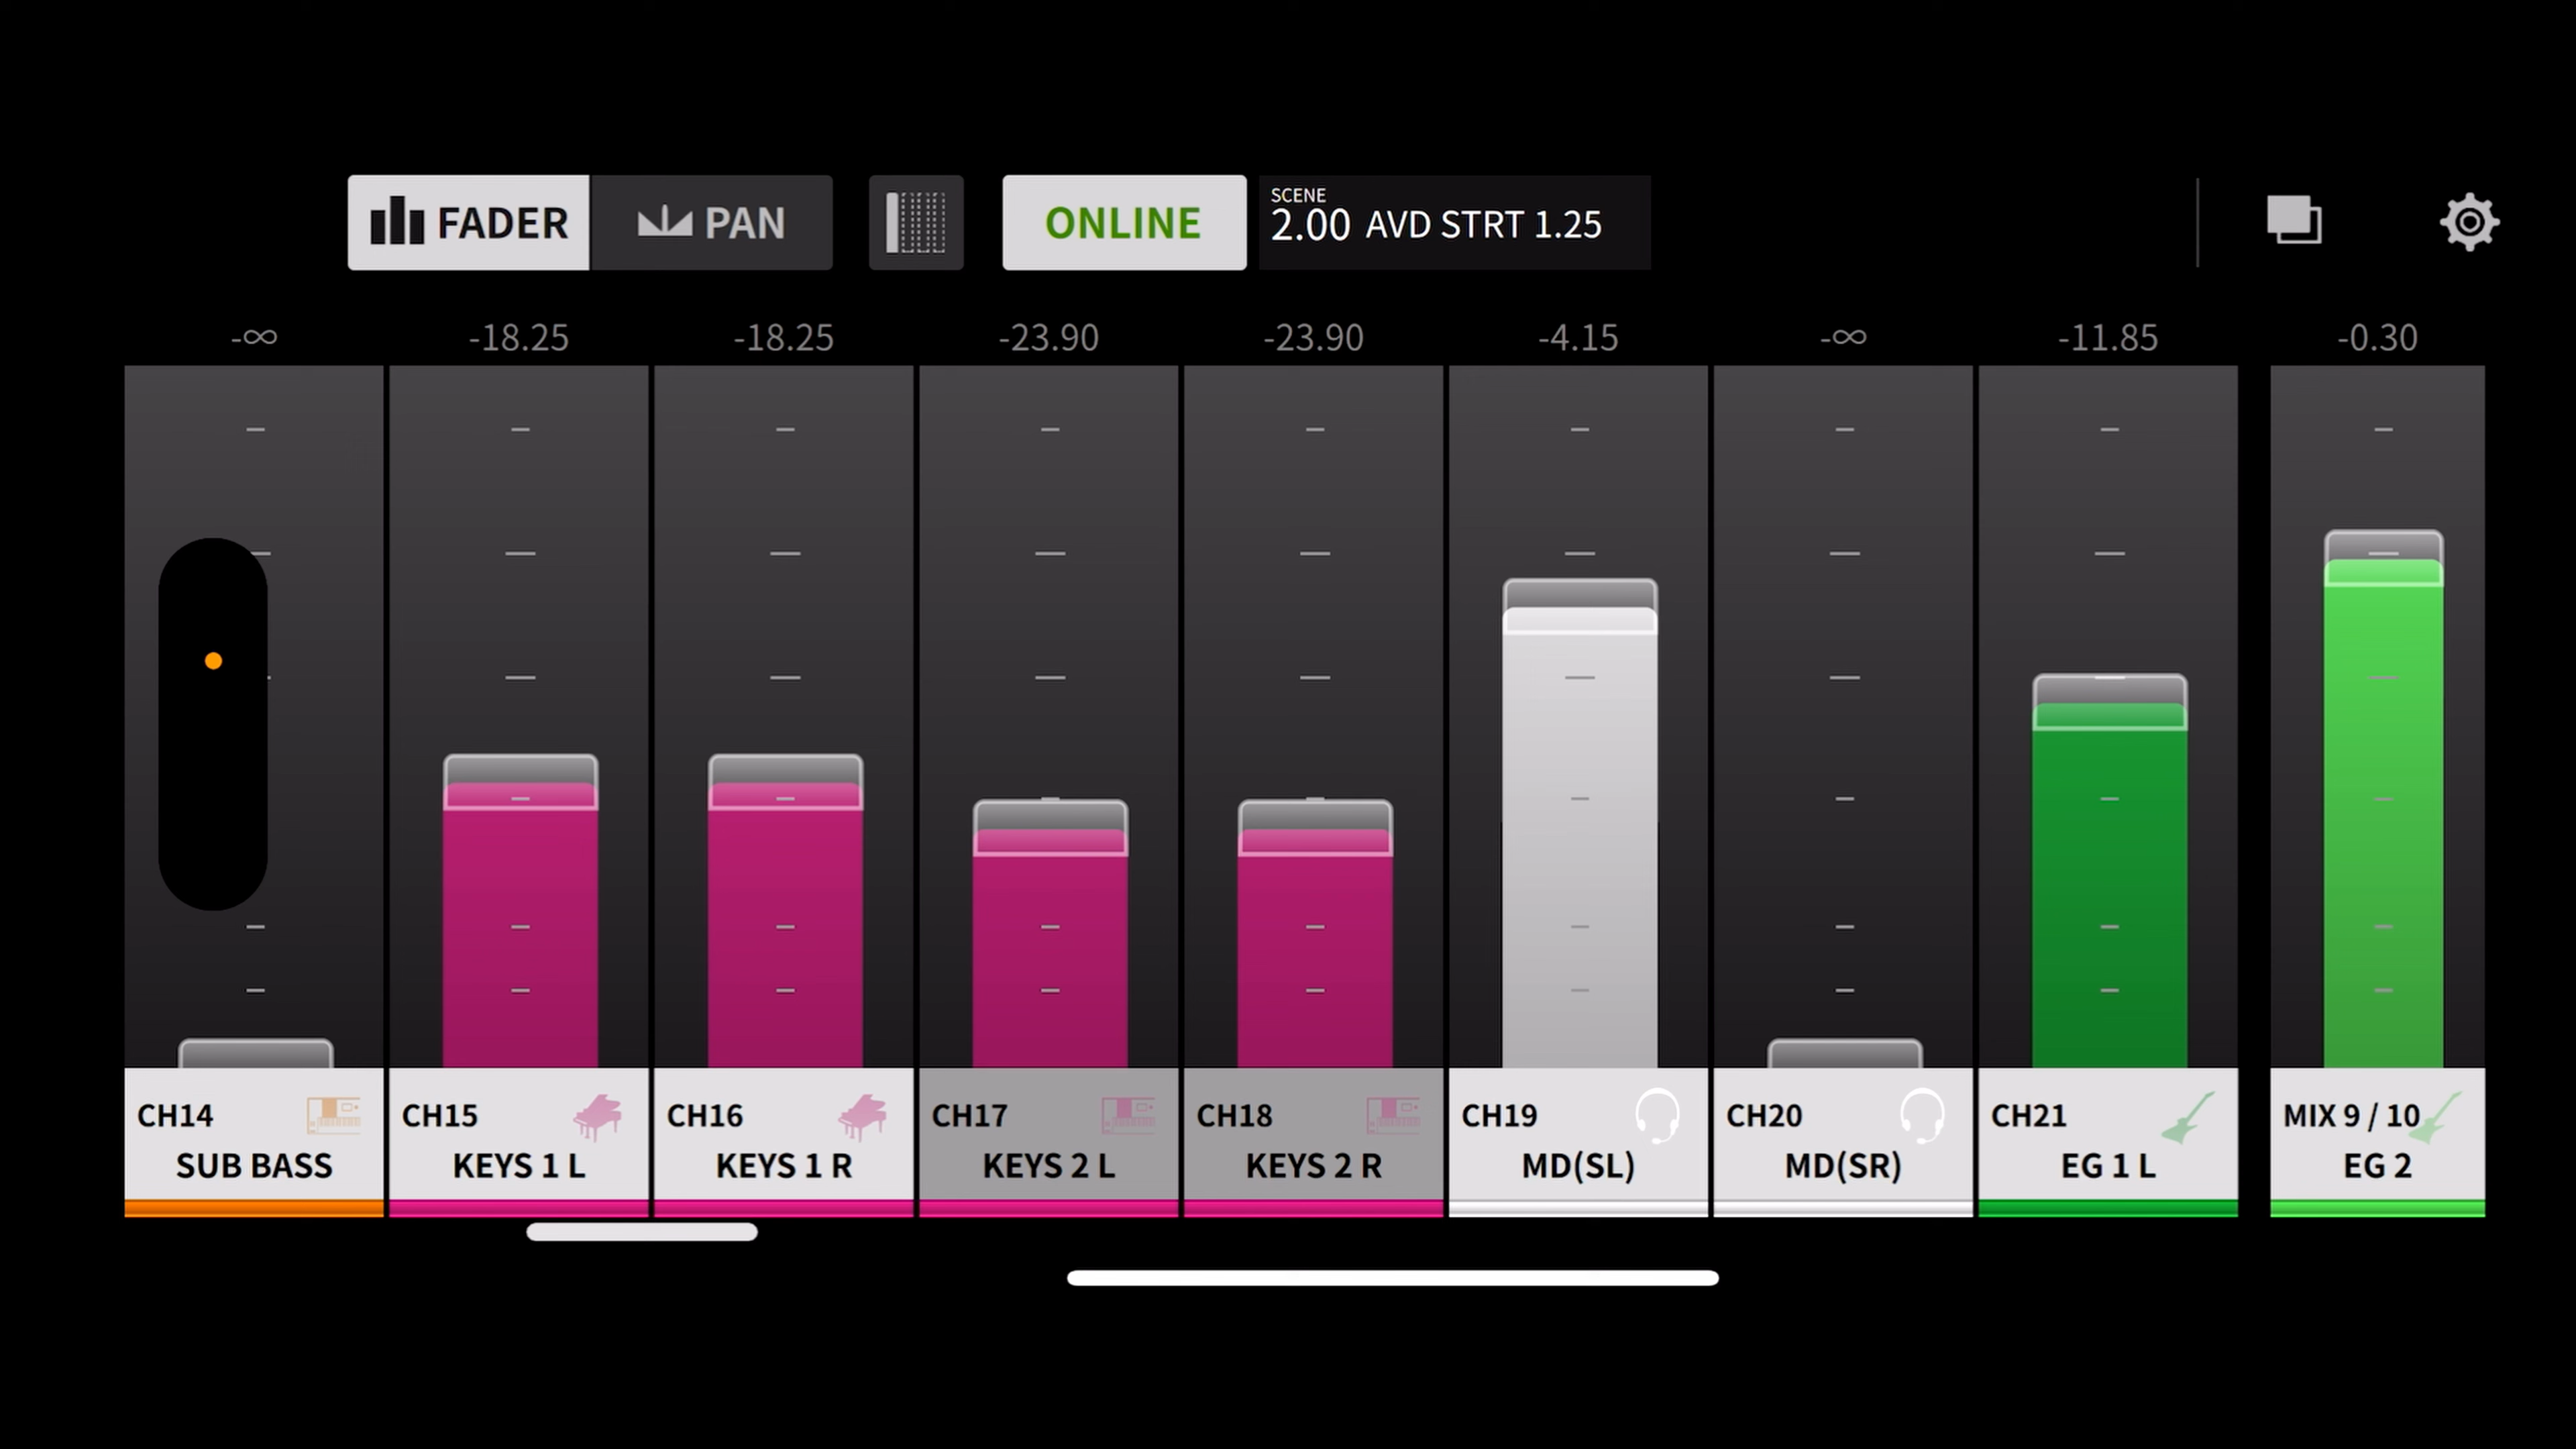 FADER PAN ONLINE SCENE
2.00 AVD STRT 1.25
-∞ -18.25 -18.25 -23.90 -23.90 -4.15 -∞ -11.85 -0.30
CH14 CH15 CH16 CH17 CH18 CH19 CH20 CH21 MIX 9 / 10
SUB BASS KEYS 1 L KEYS 1 R KEYS 2 L KEYS 2 R MD(SL) MD(SR) EG 1 L EG 2